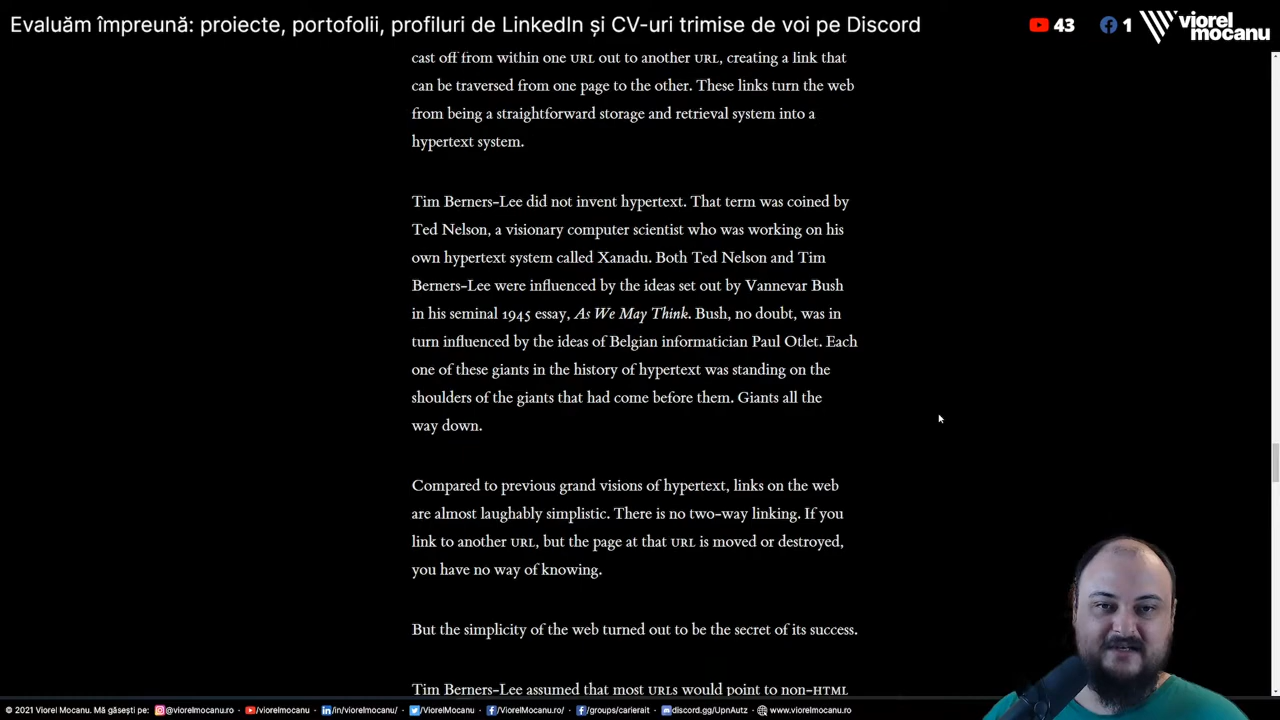 Evaluăm împreună: proiecte, portofolii, profiluri de LinkedIn și CV-uri trimise de voi pe Discord
43
1
viorel
mocanu
cast off from within one URL out to another URL, creating a link that
can be traversed from one page to the other. These links turn the web
from being a straightforward storage and retrieval system into a
hypertext system.
Tim Berners-Lee did not invent hypertext. That term was coined by
Ted Nelson, a visionary computer scientist who was working on his
own hypertext system called Xanadu. Both Ted Nelson and Tim
Berners-Lee were influenced by the ideas set out by Vannevar Bush
in his seminal 1945 essay, As We May Think. Bush, no doubt, was in
turn influenced by the ideas of Belgian informatician Paul Otlet. Each
one of these giants in the history of hypertext was standing on the
shoulders of the giants that had come before them. Giants all the
way down.
Compared to previous grand visions of hypertext, links on the web
are almost laughably simplistic. There is no two-way linking. If you
link to another URL, but the page at that URL is moved or destroyed,
you have no way of knowing.
But the simplicity of the web turned out to be the secret of its success.
Tim Berners-Lee assumed that most URLs would point to non-HTML
© 2021 Viorel Mocanu. Mă găsești pe: @viorelmocanu.ro · /viorelmocanu · /in/viorelmocanu/ · /ViorelMocanu · /ViorelMocanu.ro/ · /groups/carierait · discord.gg/UpnAutz · www.viorelmocanu.ro